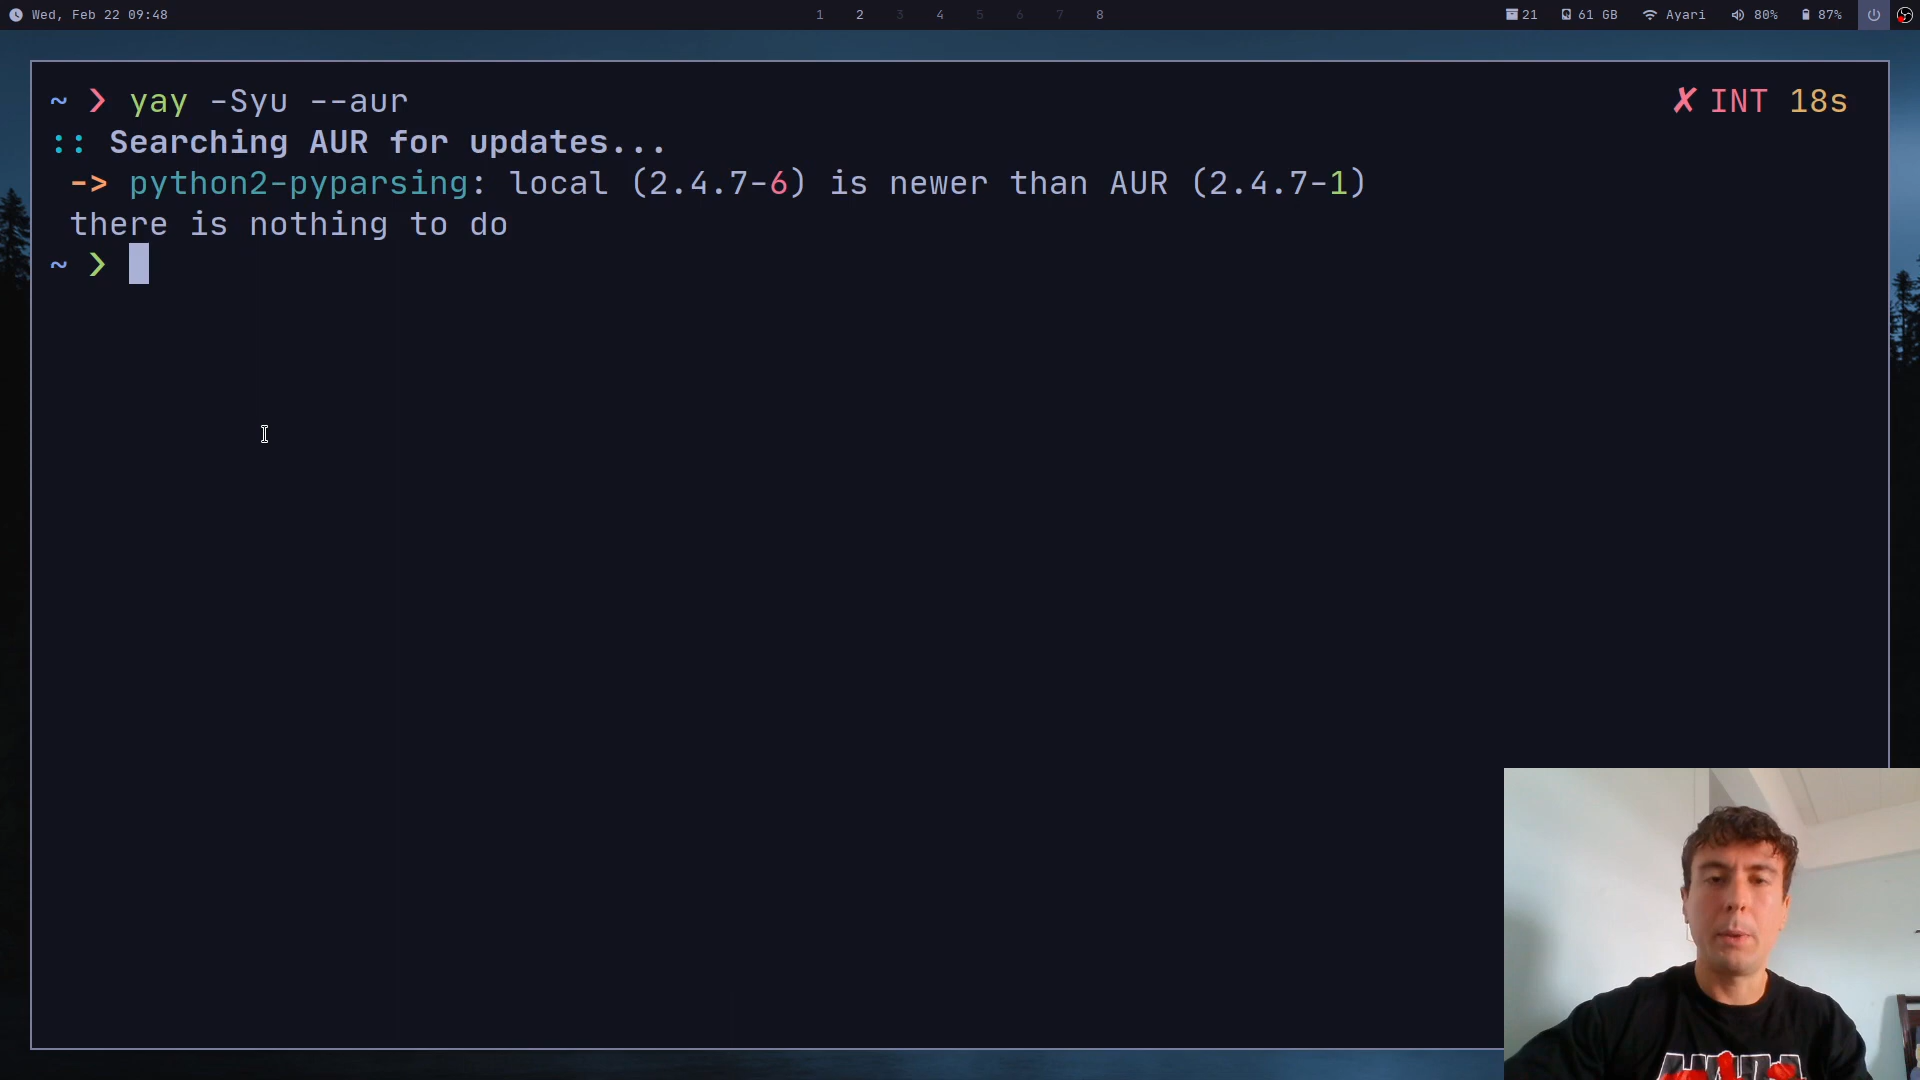 Wed, Feb 22 09:48
1 2 3 4 5 6 7 8
21 61 GB Ayari 80% 87%
~ ❯ yay -Syu --aur ✗ INT 18s
:: Searching AUR for updates...
-> python2-pyparsing: local (2.4.7-6) is newer than AUR (2.4.7-1)
there is nothing to do
~ ❯